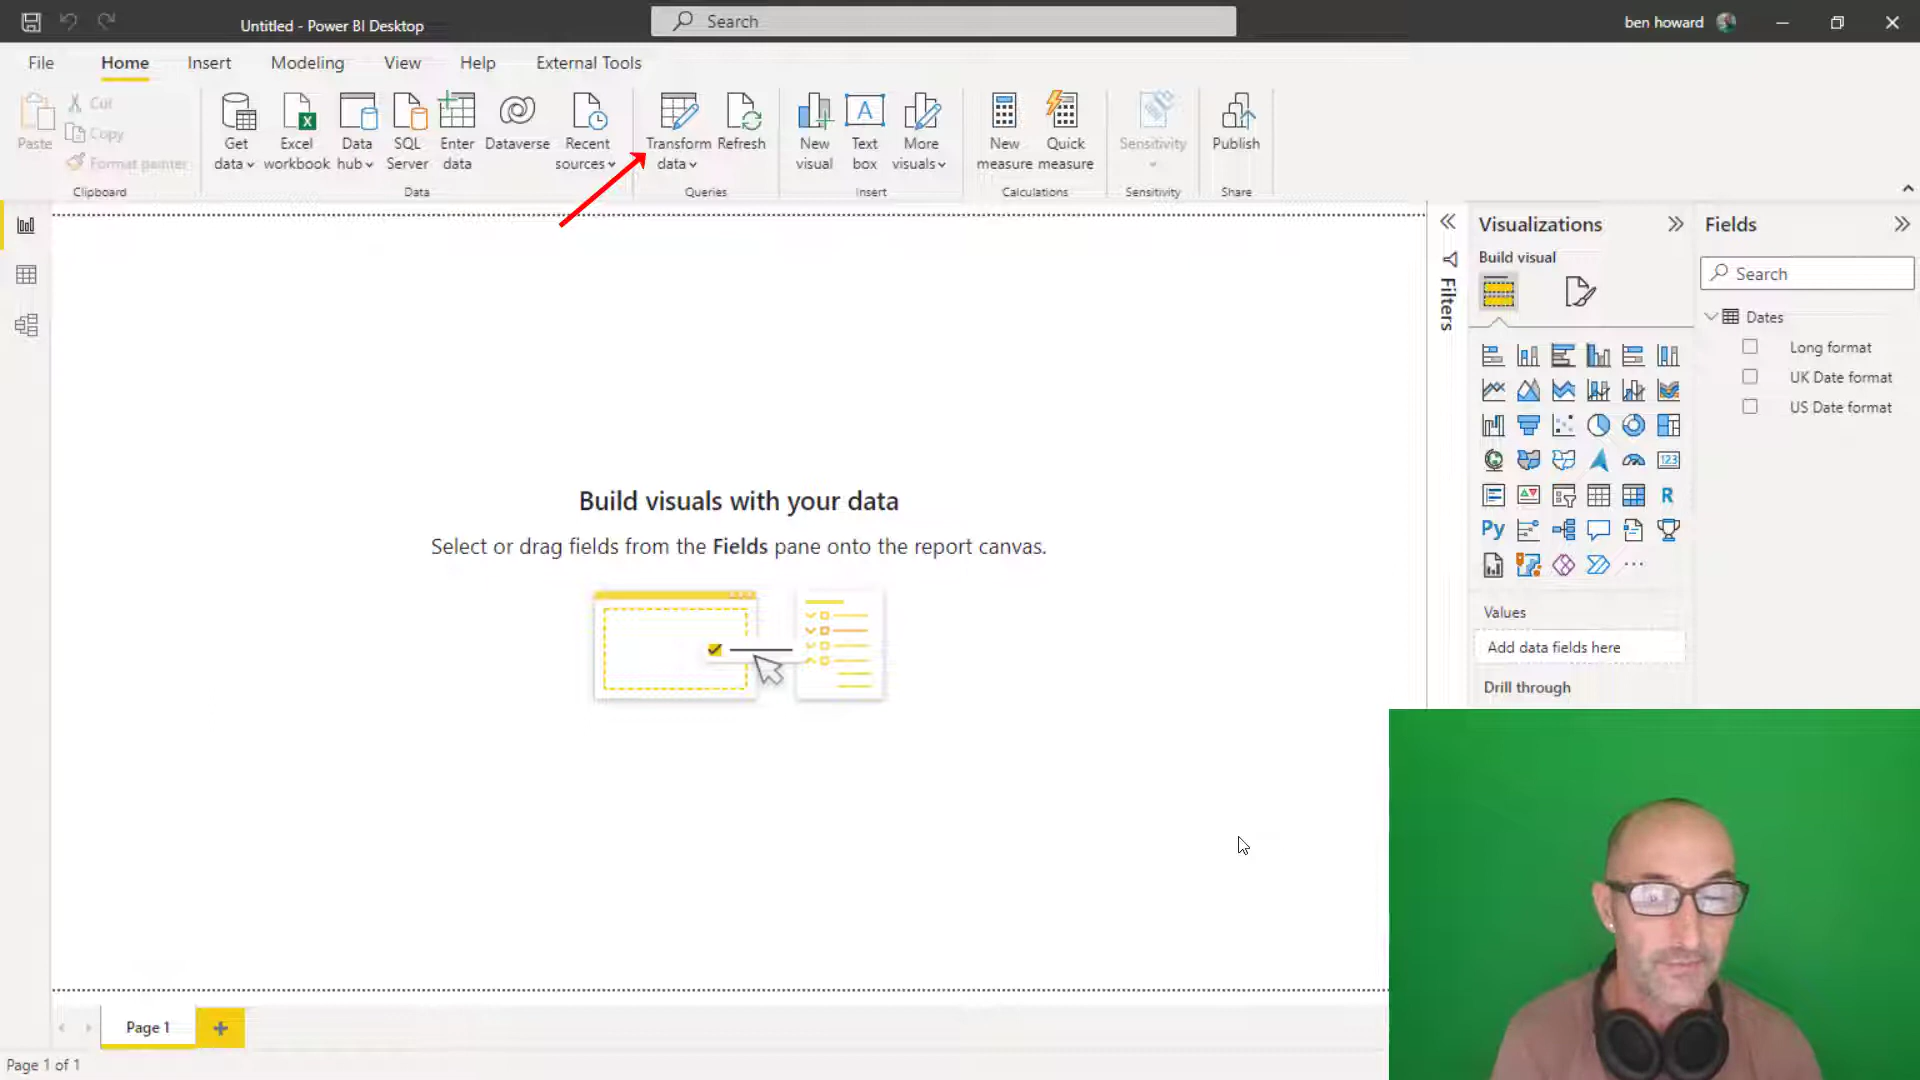 Untitled - Power BI Desktop
Search
ben howard
File Home Insert Modeling View Help External Tools
Paste
Cut
Copy
Format painter
Clipboard
Get data
Excel workbook
Data hub
SQL Server
Enter data
Dataverse
Recent sources
Data
Transform data
Refresh
Queries
New visual
Text box
More visuals
Insert
New measure
Quick measure
Calculations
Sensitivity
Sensitivity
Publish
Share
Build visuals with your data
Select or drag fields from the Fields pane onto the report canvas.
Filters
Visualizations
Build visual
123
R
Py
Values
Add data fields here
Drill through
Fields
Search
Dates
Long format
UK Date format
US Date format
Page 1
Page 1 of 1